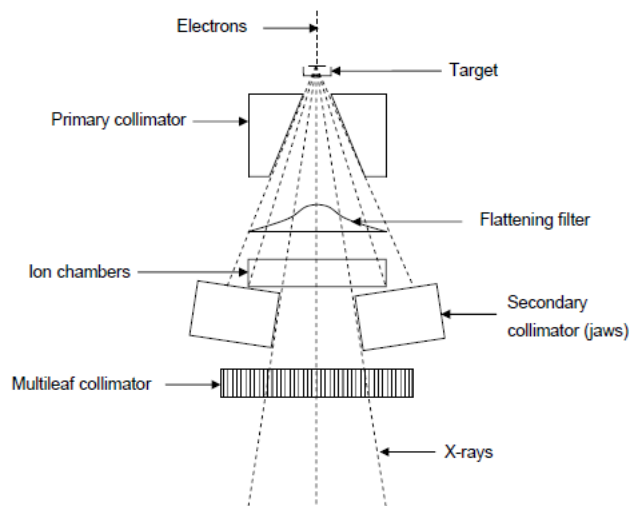 Electrons
Target
Primary collimator
Flattening filter
Ion chambers
Secondary
collimator (jaws)
Multileaf collimator
X-rays